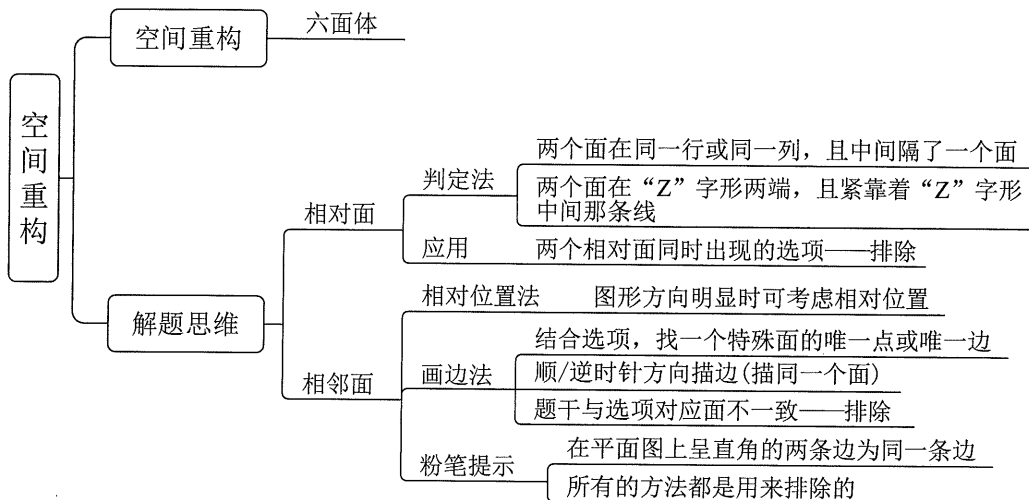 空间重构
空间重构
六面体
解题思维
相对面
判定法
两个面在同一行或同一列，且中间隔了一个面
两个面在“Z”字形两端，且紧靠着“Z”字形
中间那条线
应用
两个相对面同时出现的选项——排除
相邻面
相对位置法
图形方向明显时可考虑相对位置
画边法
结合选项，找一个特殊面的唯一点或唯一边
顺/逆时针方向描边(描同一个面)
题干与选项对应面不一致——排除
粉笔提示
在平面图上呈直角的两条边为同一条边
所有的方法都是用来排除的